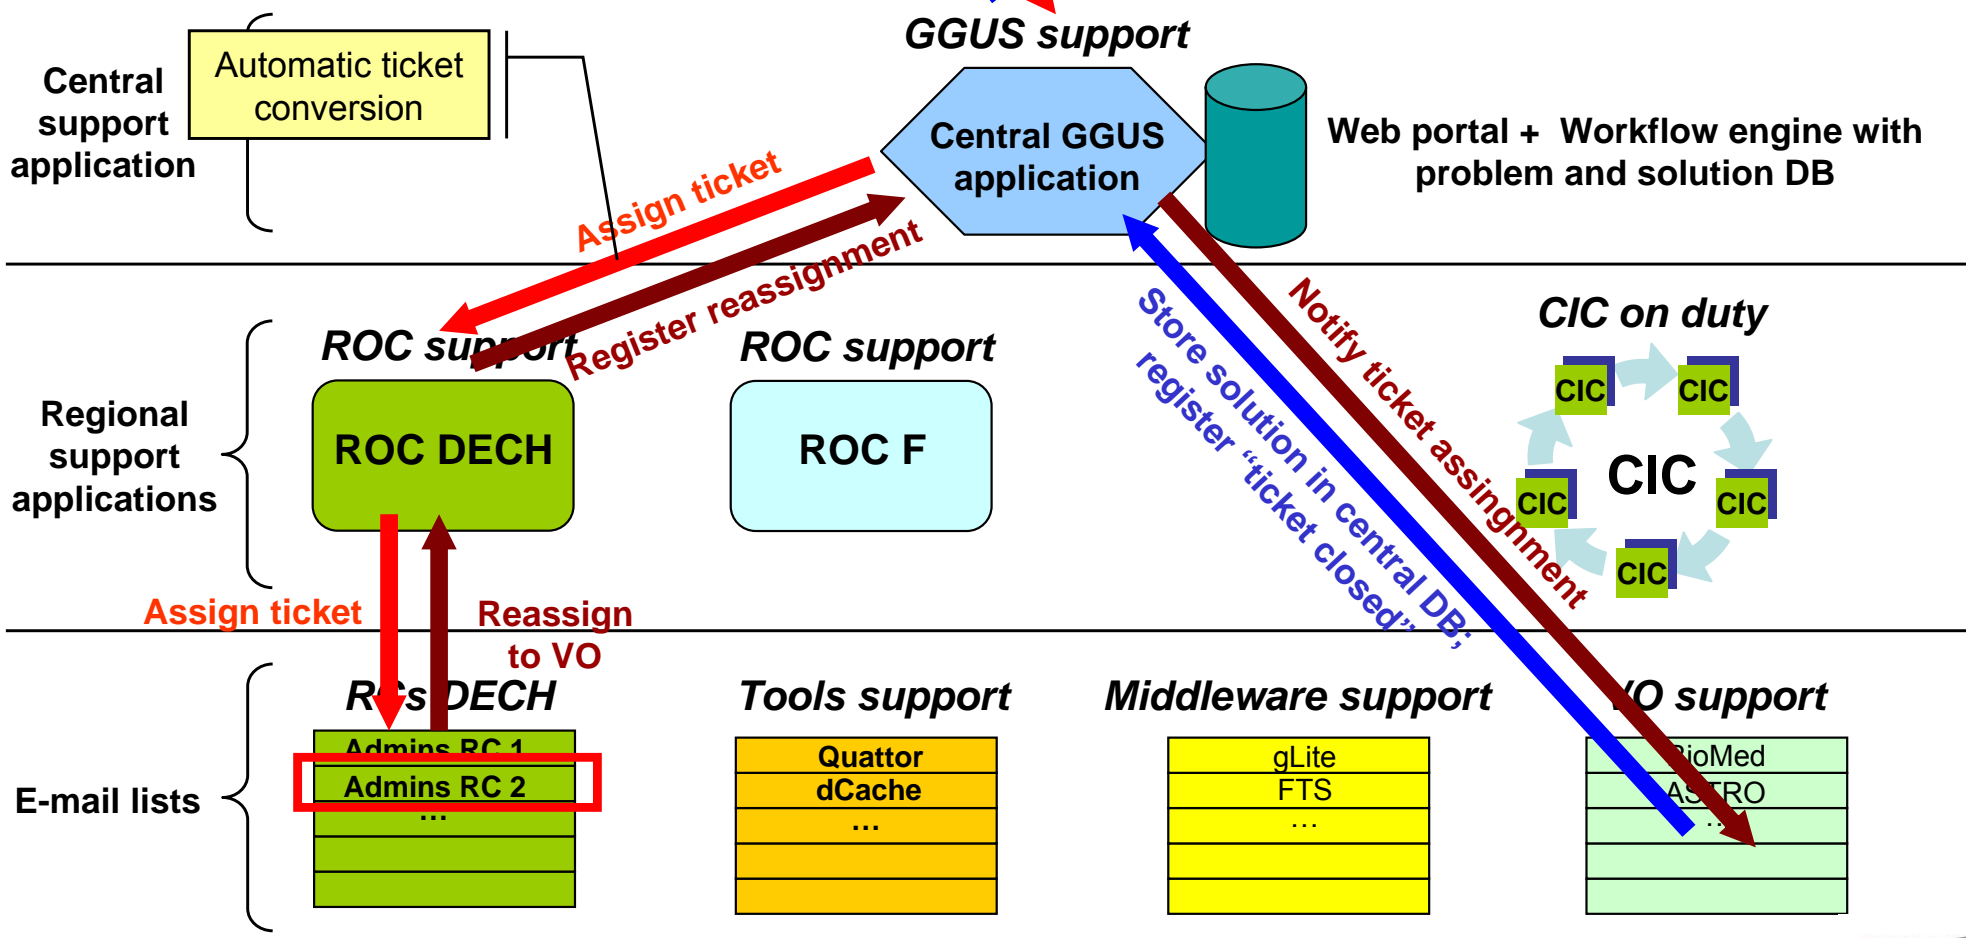 GGUS support
Automatic ticket
conversion
Central
support
application
Central GGUS
application
Web portal + Workflow engine with
problem and solution DB
Assign ticket
Register reassignment
ROC support
ROC support
CIC on duty
Regional
support
applications
ROC DECH
ROC F
Store solution in central DB;
register “ticket closed”
Notify ticket assingnment
CIC
CIC
CIC
CIC
CIC
CIC
Assign ticket
Reassign
to VO
RCs DECH
Tools support
Middleware support
VO support
E-mail lists
Admins RC 1
Admins RC 2
…
Quattor
dCache
…
gLite
FTS
…
BioMed
ASTRO
…